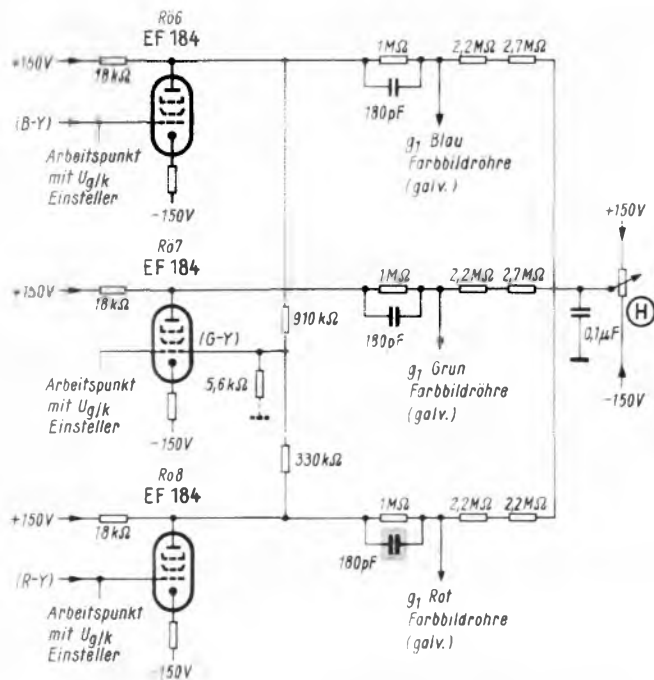 Rö6
EF 184
+150V
18kΩ
1MΩ
2,2MΩ 2,7MΩ
180pF
(B-Y)
Arbeitspunkt
mit Ug/k
Einsteller
-150V
g1 Blau
Farbbildröhre
(galv.)
+150V
Rö7
EF 184
+150V
18kΩ
1MΩ
2,2MΩ 2,7MΩ
H
910kΩ
180pF
0,1µF
(G-Y)
5,6kΩ
Arbeitspunkt
mit Ug/k
Einsteller
-150V
g1 Grun
Farbbildröhre
(galv.)
-150V
330kΩ
Ro8
EF 184
+150V
18kΩ
1MΩ
2,2MΩ 2,2MΩ
180pF
(R-Y)
Arbeitspunkt
mit Ug/k
Einsteller
-150V
g1 Rot
Farbbildröhre
(galv.)